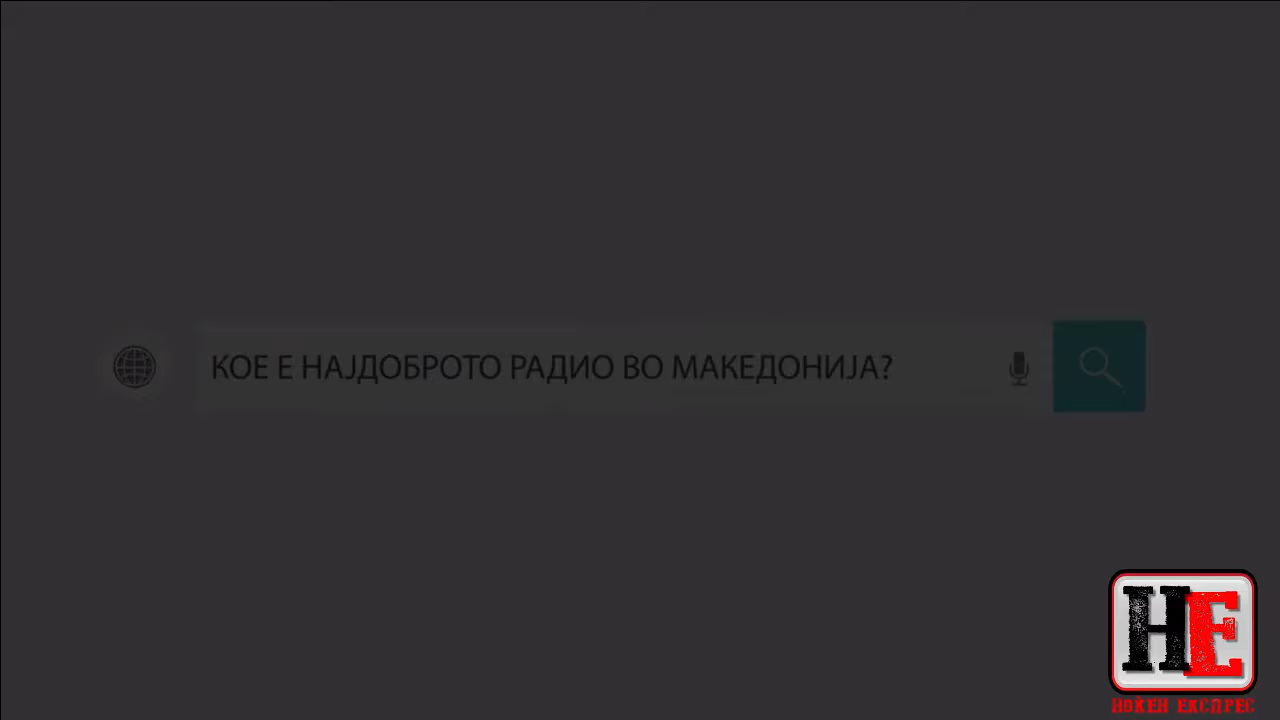 КОЕ Е НАЈДОБРОТО РАДИО ВО МАКЕДОНИЈА?
НЕ
НОЌЕН ЕКСПРЕС